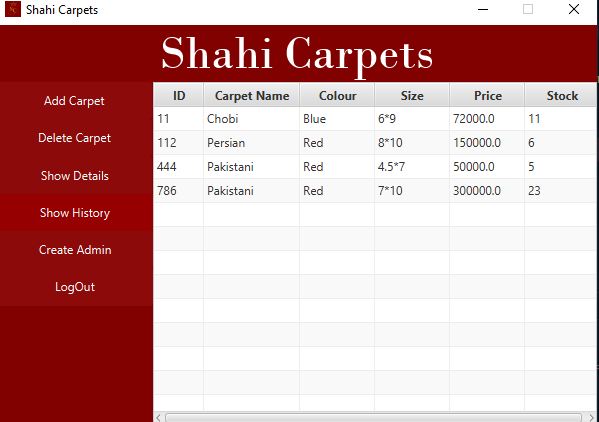 Shahi Carpets
Shahi Carpets
Add Carpet
Delete Carpet
Show Details
Show History
Create Admin
LogOut
ID Carpet Name Colour Size Price Stock
11 Chobi Blue 6*9 72000.0 11
112 Persian Red 8*10 150000.0 6
444 Pakistani Red 4.5*7 50000.0 5
786 Pakistani Red 7*10 300000.0 23